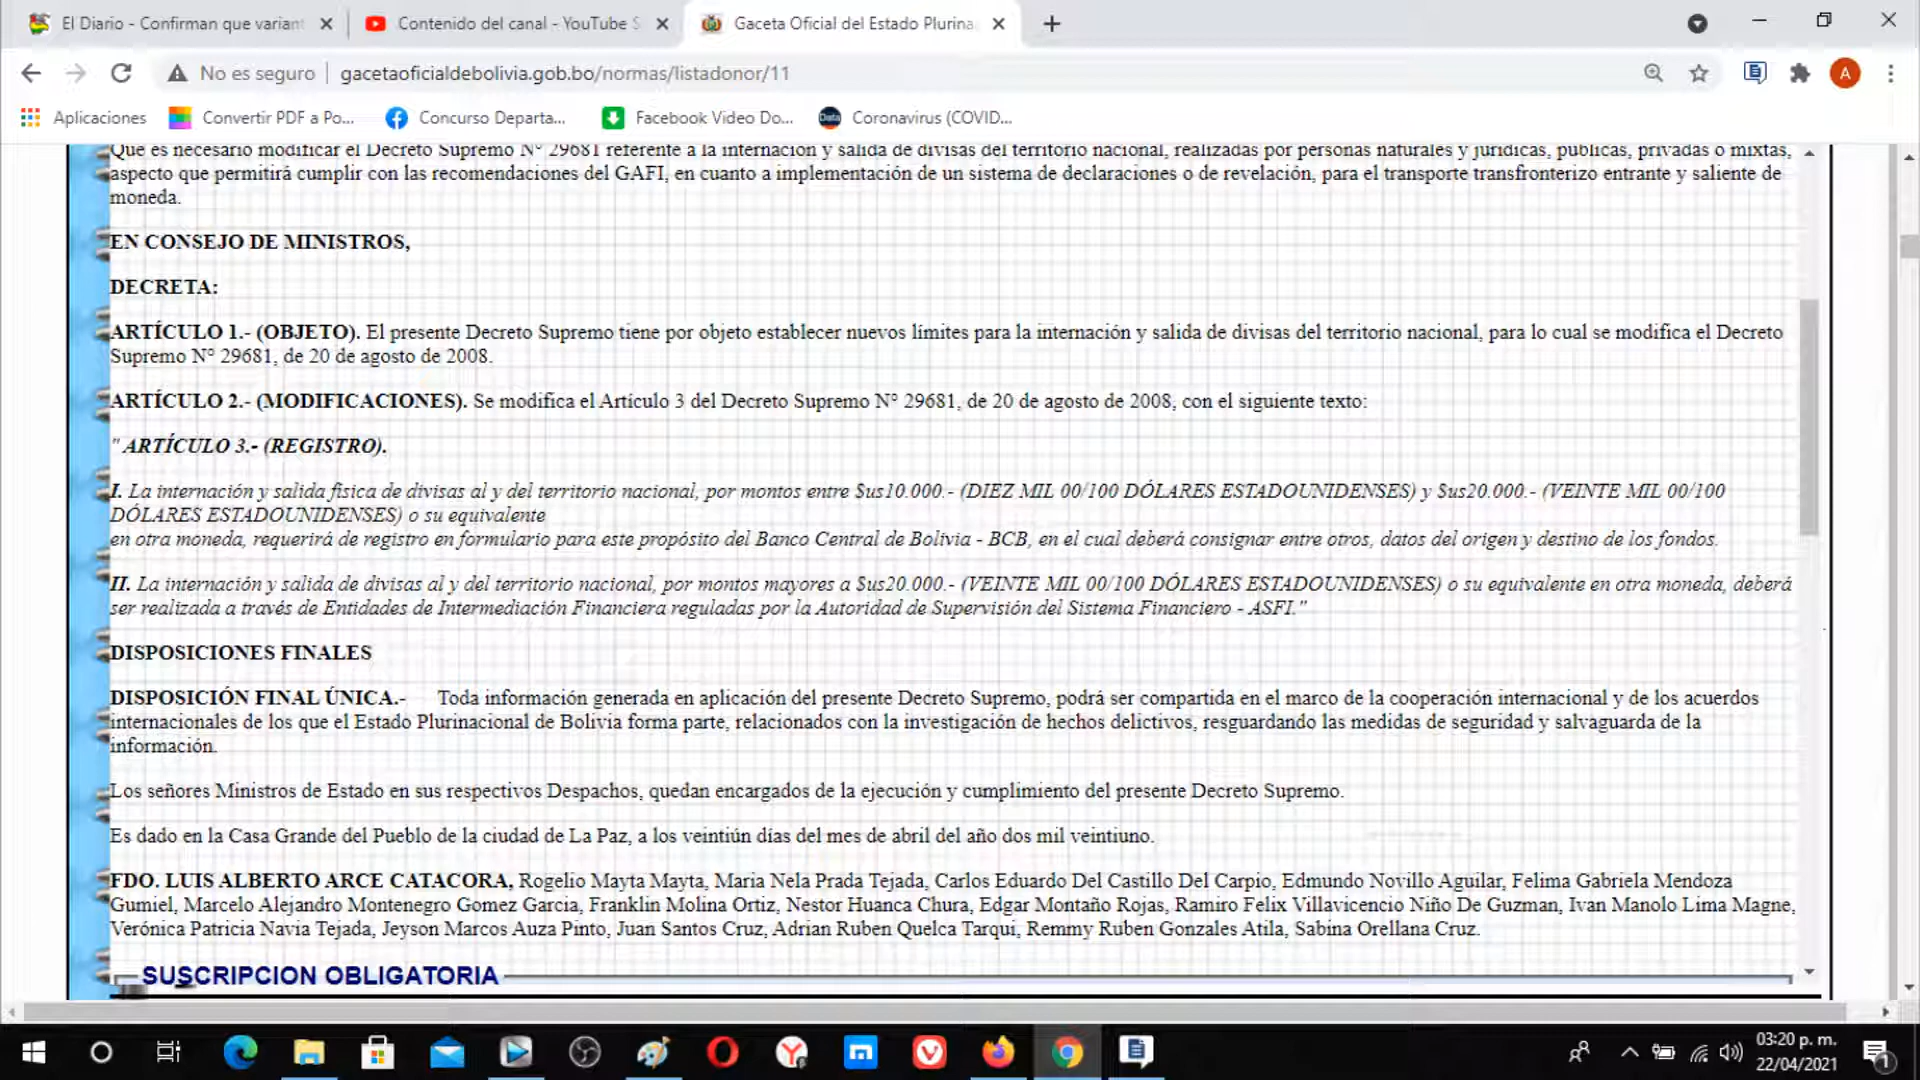 El Diario - Confirman que variant
Contenido del canal - YouTube S
Gaceta Oficial del Estado Plurina
No es seguro
gacetaoficialdebolivia.gob.bo/normas/listadonor/11
A
Aplicaciones
Convertir PDF a Po...
Concurso Departa...
Facebook Video Do...
Coronavirus (COVID...
Que es necesario modificar el Decreto Supremo N° 29681 referente a la internación y salida de divisas del territorio nacional, realizadas por personas naturales y jurídicas, públicas, privadas o mixtas,
aspecto que permitirá cumplir con las recomendaciones del GAFI, en cuanto a implementación de un sistema de declaraciones o de revelación, para el transporte transfronterizo entrante y saliente de
moneda.
EN CONSEJO DE MINISTROS,
DECRETA:
ARTÍCULO 1.- (OBJETO). El presente Decreto Supremo tiene por objeto establecer nuevos límites para la internación y salida de divisas del territorio nacional, para lo cual se modifica el Decreto
Supremo N° 29681, de 20 de agosto de 2008.
ARTÍCULO 2.- (MODIFICACIONES). Se modifica el Artículo 3 del Decreto Supremo N° 29681, de 20 de agosto de 2008, con el siguiente texto:
" ARTÍCULO 3.- (REGISTRO).
I. La internación y salida física de divisas al y del territorio nacional, por montos entre $us10.000.- (DIEZ MIL 00/100 DÓLARES ESTADOUNIDENSES) y $us20.000.- (VEINTE MIL 00/100
DÓLARES ESTADOUNIDENSES) o su equivalente
en otra moneda, requerirá de registro en formulario para este propósito del Banco Central de Bolivia - BCB, en el cual deberá consignar entre otros, datos del origen y destino de los fondos.
II. La internación y salida de divisas al y del territorio nacional, por montos mayores a $us20.000.- (VEINTE MIL 00/100 DÓLARES ESTADOUNIDENSES) o su equivalente en otra moneda, deberá
ser realizada a través de Entidades de Intermediación Financiera reguladas por la Autoridad de Supervisión del Sistema Financiero - ASFI."
DISPOSICIONES FINALES
DISPOSICIÓN FINAL ÚNICA.- Toda información generada en aplicación del presente Decreto Supremo, podrá ser compartida en el marco de la cooperación internacional y de los acuerdos
internacionales de los que el Estado Plurinacional de Bolivia forma parte, relacionados con la investigación de hechos delictivos, resguardando las medidas de seguridad y salvaguarda de la
información.
Los señores Ministros de Estado en sus respectivos Despachos, quedan encargados de la ejecución y cumplimiento del presente Decreto Supremo.
Es dado en la Casa Grande del Pueblo de la ciudad de La Paz, a los veintiún días del mes de abril del año dos mil veintiuno.
FDO. LUIS ALBERTO ARCE CATACORA, Rogelio Mayta Mayta, Maria Nela Prada Tejada, Carlos Eduardo Del Castillo Del Carpio, Edmundo Novillo Aguilar, Felima Gabriela Mendoza
Gumiel, Marcelo Alejandro Montenegro Gomez Garcia, Franklin Molina Ortiz, Nestor Huanca Chura, Edgar Montaño Rojas, Ramiro Felix Villavicencio Niño De Guzman, Ivan Manolo Lima Magne,
Verónica Patricia Navia Tejada, Jeyson Marcos Auza Pinto, Juan Santos Cruz, Adrian Ruben Quelca Tarqui, Remmy Ruben Gonzales Atila, Sabina Orellana Cruz.
SUSCRIPCION OBLIGATORIA
03:20 p. m.
22/04/2021
1